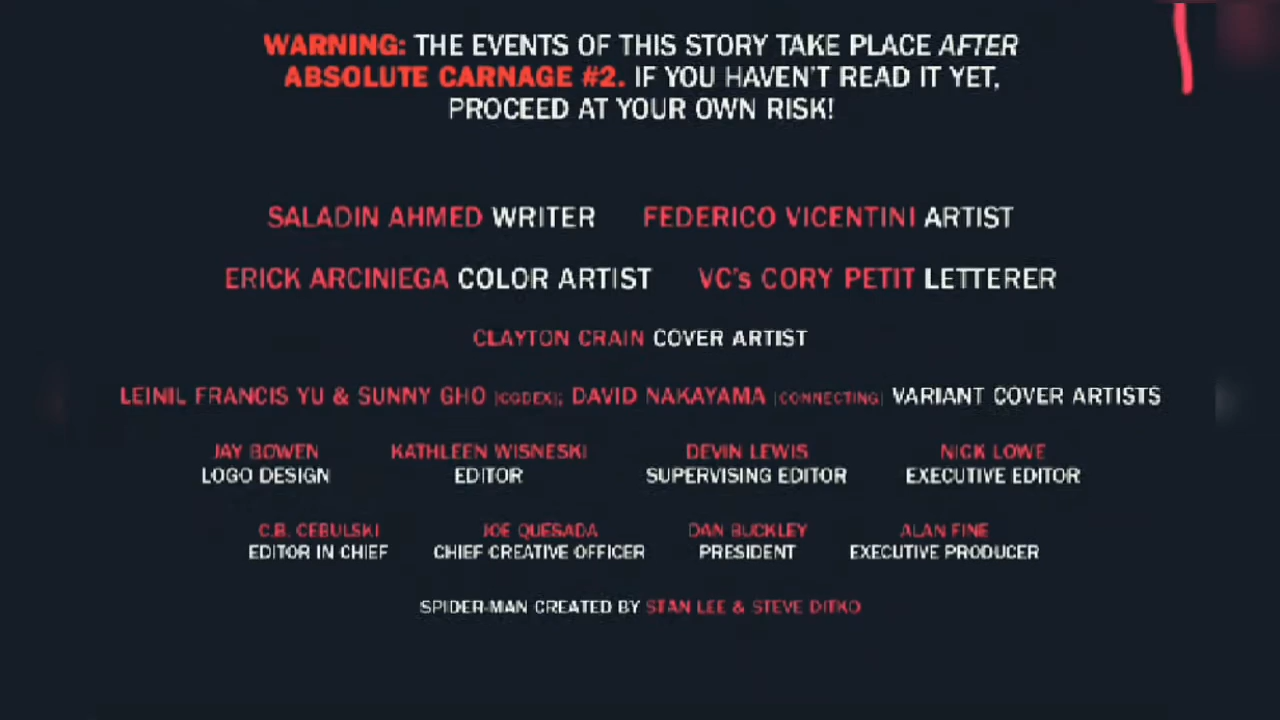 WARNING: THE EVENTS OF THIS STORY TAKE PLACE AFTER
ABSOLUTE CARNAGE #2. IF YOU HAVEN'T READ IT YET,
PROCEED AT YOUR OWN RISK!
SALADIN AHMED WRITER FEDERICO VICENTINI ARTIST
ERICK ARCINIEGA COLOR ARTIST VC's CORY PETIT LETTERER
CLAYTON CRAIN COVER ARTIST
LEINIL FRANCIS YU & SUNNY GHO [CODEX]; DAVID NAKAYAMA [CONNECTING] VARIANT COVER ARTISTS
JAY BOWEN KATHLEEN WISNESKI DEVIN LEWIS NICK LOWE
LOGO DESIGN EDITOR SUPERVISING EDITOR EXECUTIVE EDITOR
C.B. CEBULSKI JOE QUESADA DAN BUCKLEY ALAN FINE
EDITOR IN CHIEF CHIEF CREATIVE OFFICER PRESIDENT EXECUTIVE PRODUCER
SPIDER-MAN CREATED BY STAN LEE & STEVE DITKO